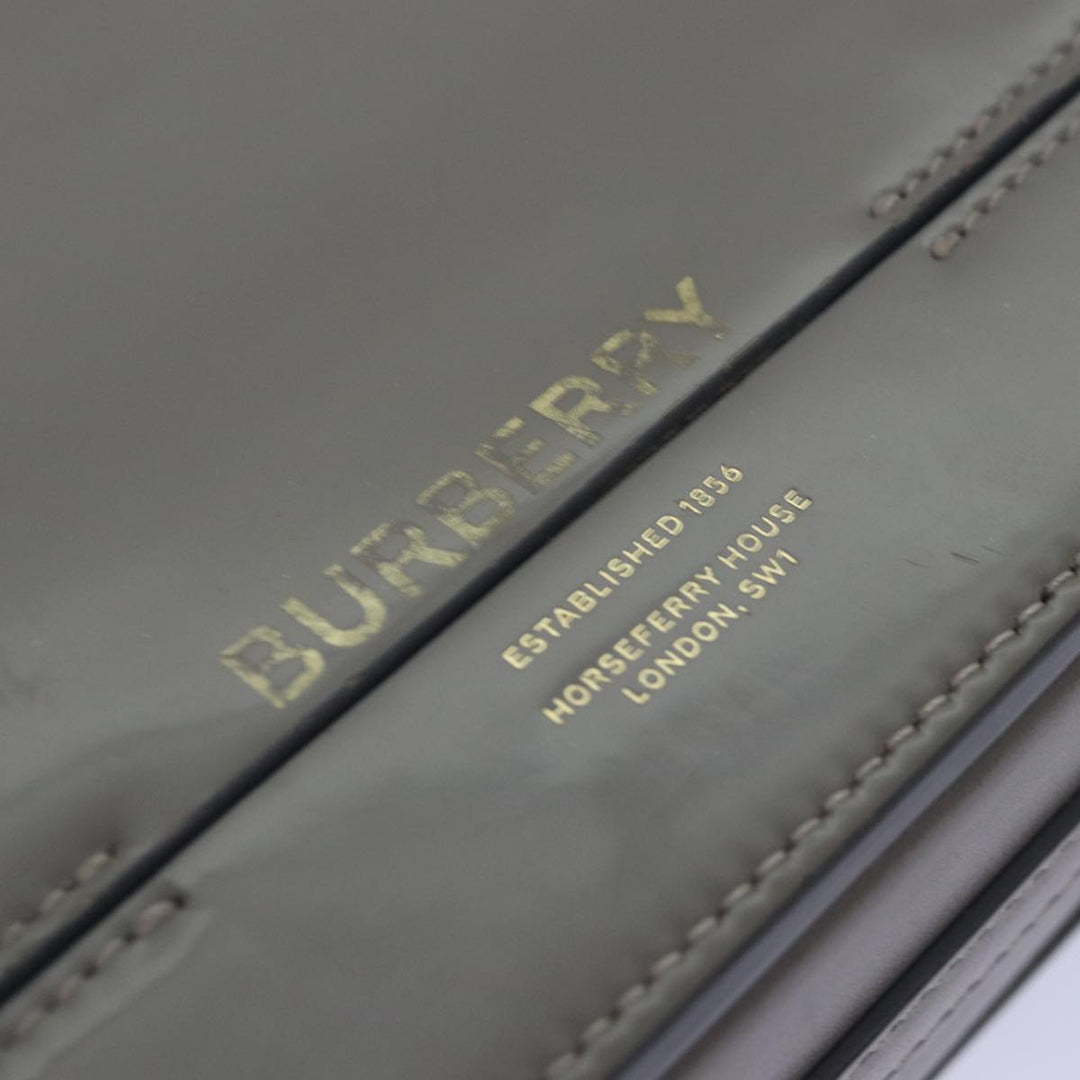 BURBERRY
ESTABLISHED 1856
HORSEFERRY HOUSE
LONDON, SW1